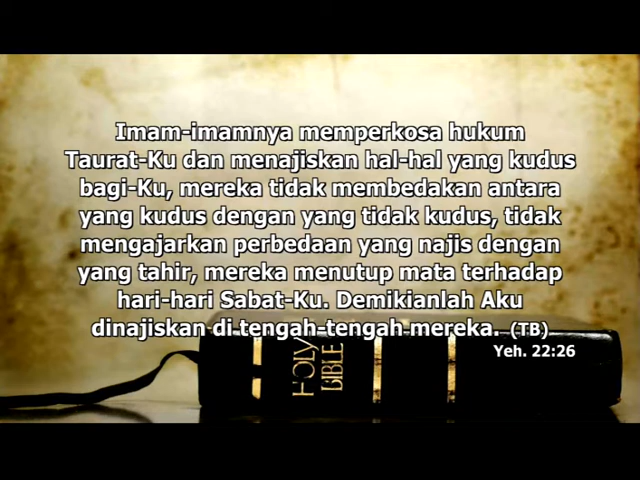 Imam-imamnya memperkosa hukum
Taurat-Ku dan menajiskan hal-hal yang kudus
bagi-Ku, mereka tidak membedakan antara
yang kudus dengan yang tidak kudus, tidak
mengajarkan perbedaan yang najis dengan
yang tahir, mereka menutup mata terhadap
hari-hari Sabat-Ku. Demikianlah Aku
dinajiskan di tengah-tengah mereka. (TB)
Yeh. 22:26
HOLY
BIBLE